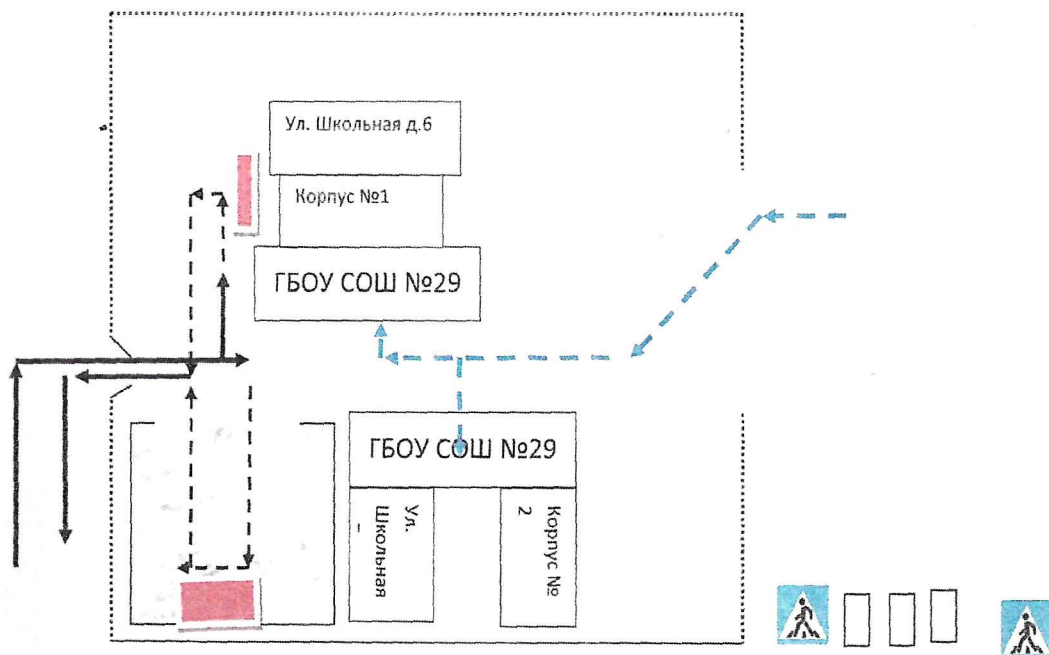 Ул. Школьная д.6
Корпус №1
ГБОУ СОШ №29
ГБОУ СОШ №29
Ул.
Школьная
Корпус №
2